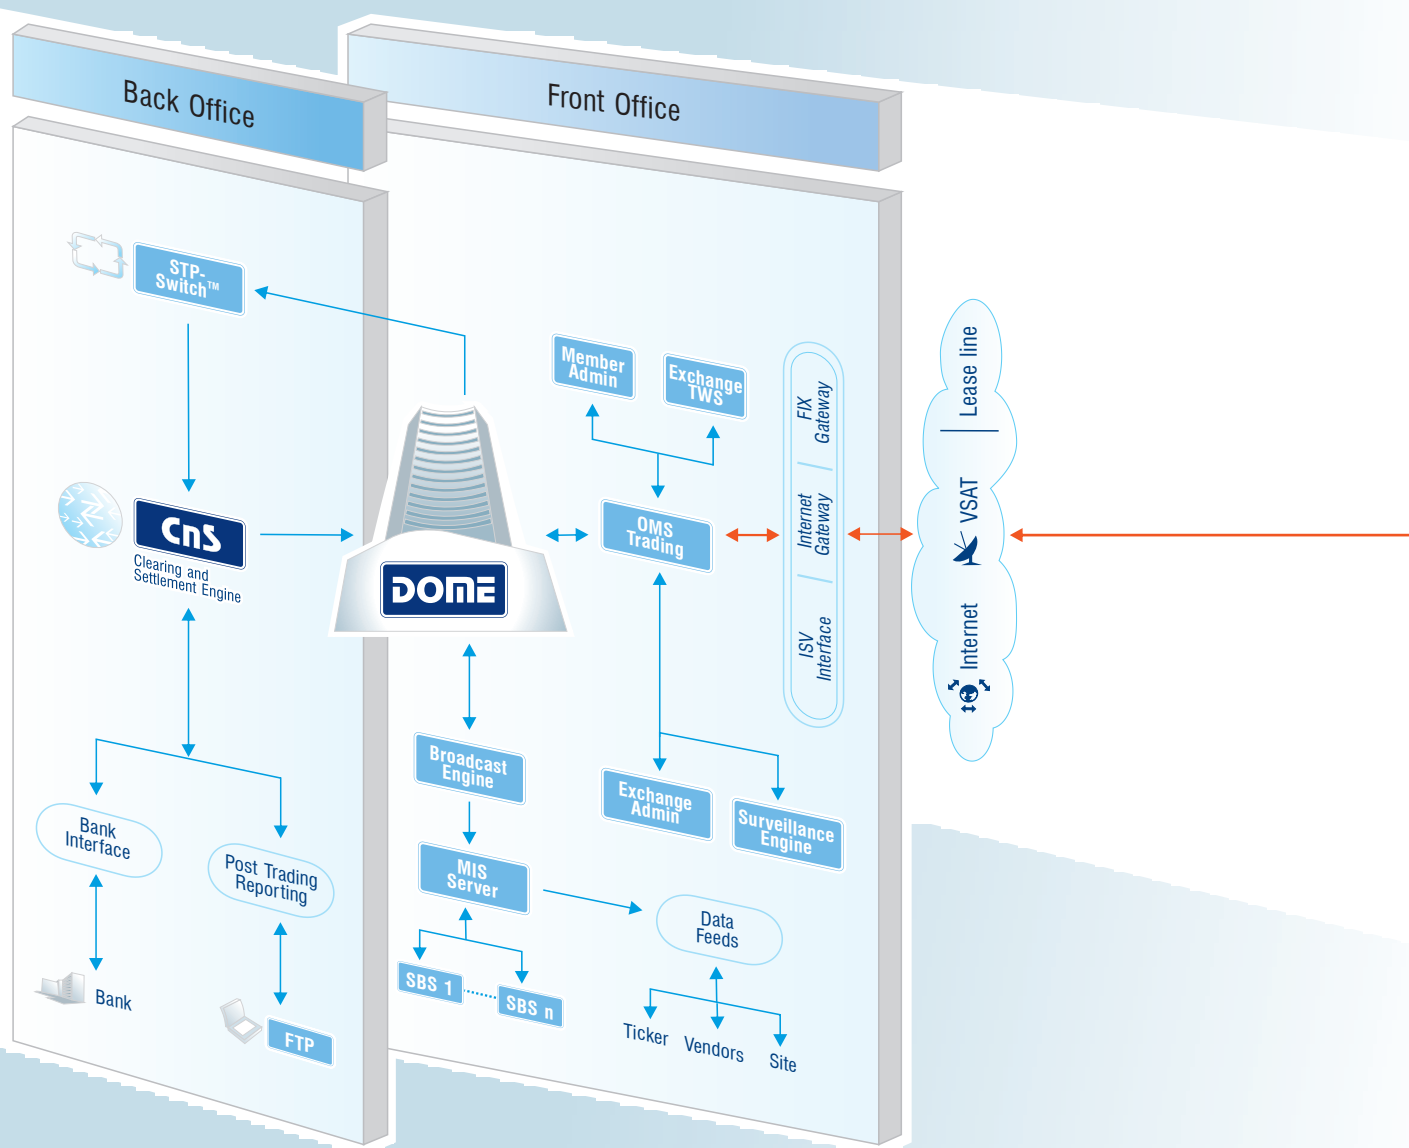 Back Office
Front Office
STP-
Switch™
CnS
Clearing and
Settlement Engine
Bank
Interface
Post Trading
Reporting
Bank
FTP
DOME
Member
Admin
Exchange
TWS
OMS
Trading
Broadcast
Engine
MIS
Server
SBS 1
SBS n
Exchange
Admin
Surveillance
Engine
Data
Feeds
Ticker
Vendors
Site
FIX
Gateway
Internet
Gateway
ISV
Interface
Lease line
VSAT
Internet